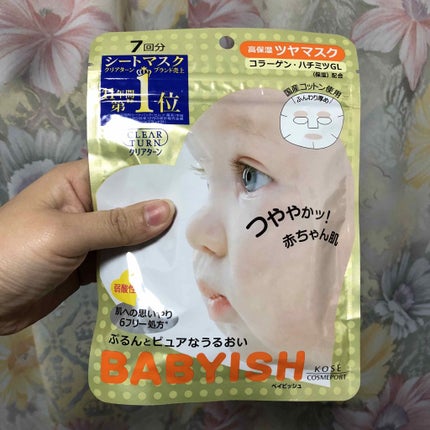 7回分
シートマスク
クリアターン ブランド売上
年間
第1位
CLEAR
TURN
クリアターン
高保湿 ツヤマスク
コラーゲン・ハチミツGL
(保湿)配合
国産コットン使用
ふんわり厚め!
つややかッ!
赤ちゃん肌
弱酸性
肌への思いやり
6フリー処方*
ぷるんとピュアなうるおい
BABYISH
ベイビッシュ
KOSÉ
COSMEPORT